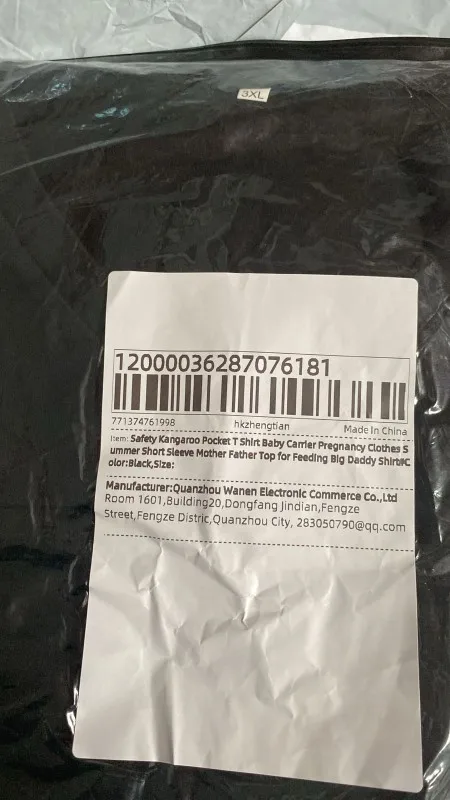 3XL
12000036287076181
771374761998 hkzhengtian Made In China
Item: Safety Kangaroo Pocket T Shirt Baby Carrier Pregnancy Clothes S
ummer Short Sleeve Mother Father Top for Feeding Big Daddy Shirt#C
olor:Black,Size:
Manufacturer:Quanzhou Wanen Electronic Commerce Co.,Ltd
Room 1601,Building20,Dongfang Jindian,Fengze
Street,Fengze Distric,Quanzhou City, 283050790@qq.com